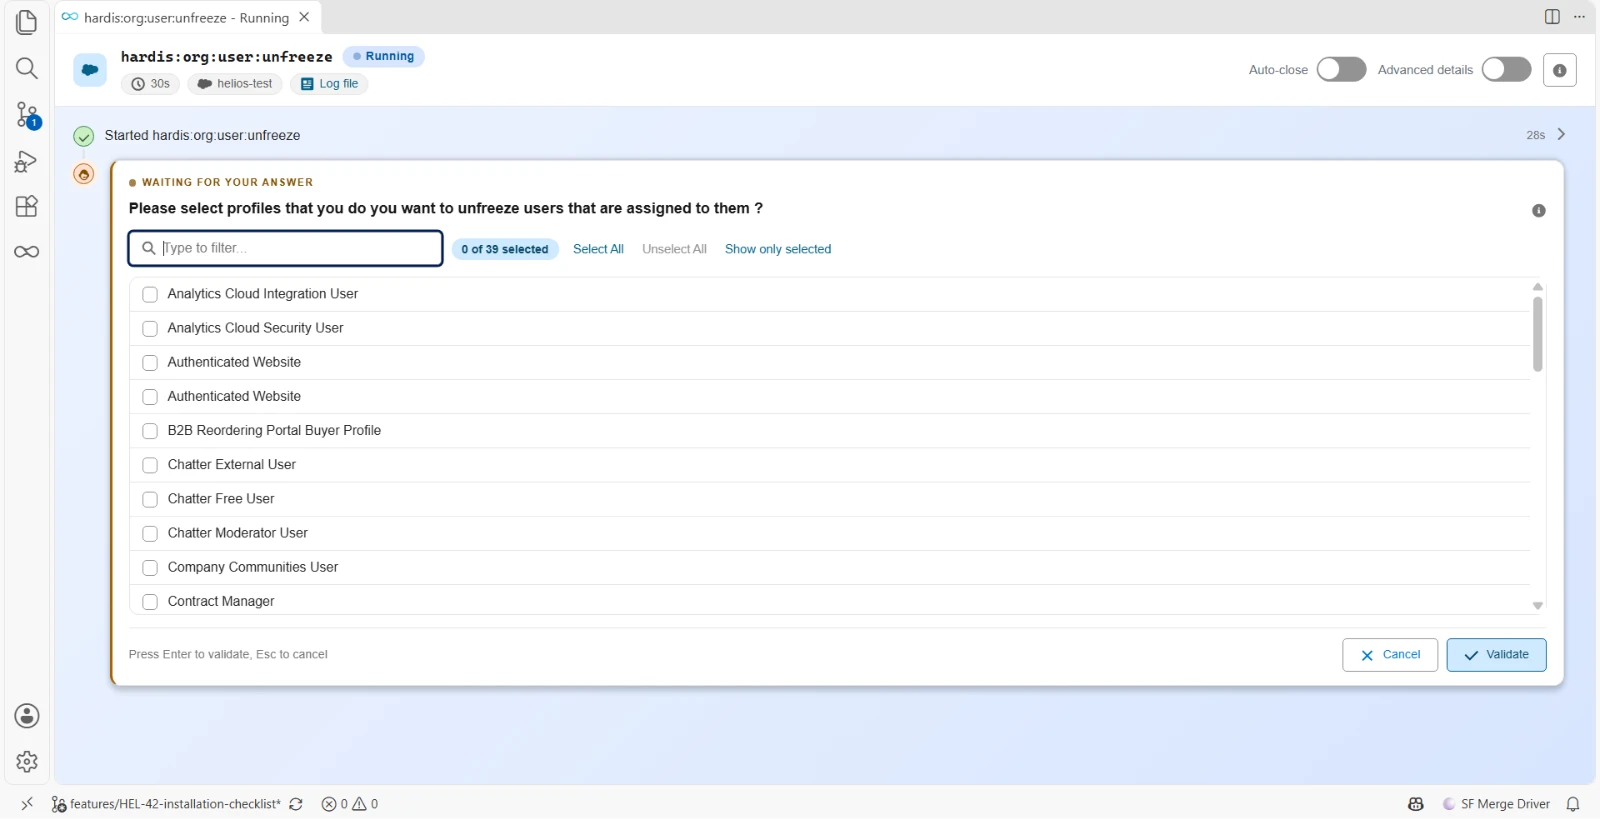 hardis:org:user:unfreeze - Running
hardis:org:user:unfreeze Running
30s helios-test Log file
Auto-close Advanced details
Started hardis:org:user:unfreeze 28s
WAITING FOR YOUR ANSWER
Please select profiles that you do you want to unfreeze users that are assigned to them ?
Type to filter... 0 of 39 selected Select All Unselect All Show only selected
Analytics Cloud Integration User
Analytics Cloud Security User
Authenticated Website
Authenticated Website
B2B Reordering Portal Buyer Profile
Chatter External User
Chatter Free User
Chatter Moderator User
Company Communities User
Contract Manager
Press Enter to validate, Esc to cancel Cancel Validate
1
features/HEL-42-installation-checklist* 0 0 SF Merge Driver